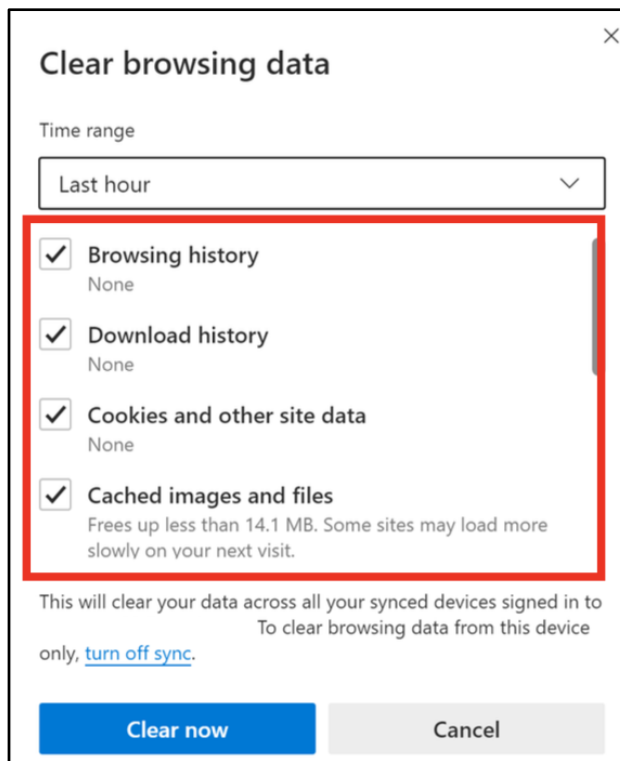 Clear browsing data
Time range
Last hour
Browsing history
None
Download history
None
Cookies and other site data
None
Cached images and files
Frees up less than 14.1 MB. Some sites may load more
slowly on your next visit.
This will clear your data across all your synced devices signed in to
To clear browsing data from this device
only, turn off sync.
Clear now
Cancel